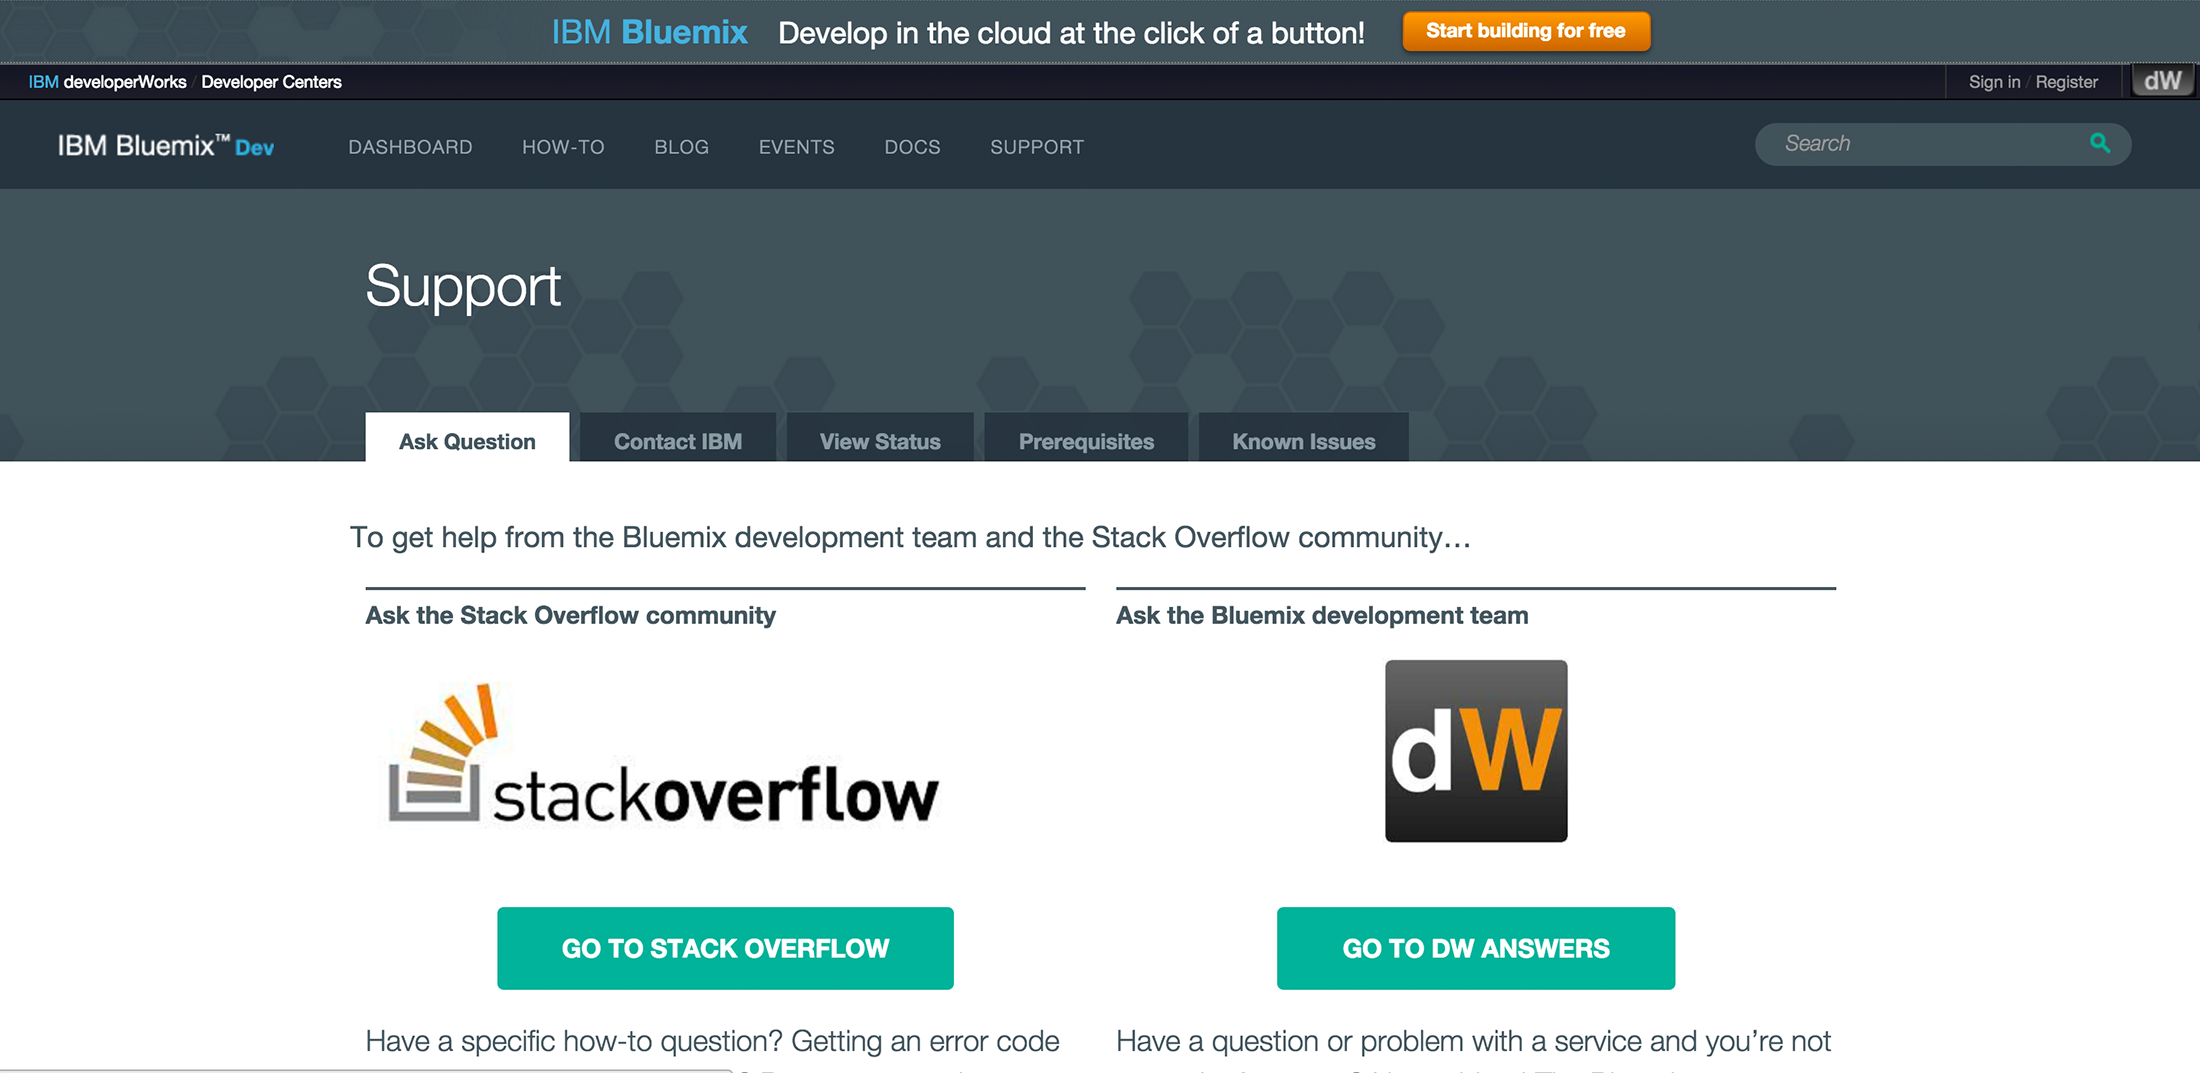 IBM Bluemix Develop in the cloud at the click of a button! Start building for free
IBM developerWorks / Developer Centers
Sign in / Register dW
IBM Bluemix™ Dev DASHBOARD HOW-TO BLOG EVENTS DOCS SUPPORT Search
Support
Ask Question Contact IBM View Status Prerequisites Known Issues
To get help from the Bluemix development team and the Stack Overflow community…
Ask the Stack Overflow community
Ask the Bluemix development team
stackoverflow
dW
GO TO STACK OVERFLOW
GO TO DW ANSWERS
Have a specific how-to question? Getting an error code
Have a question or problem with a service and you’re not